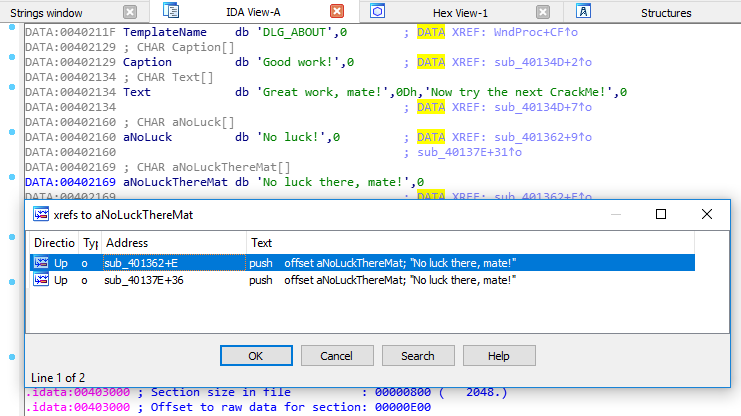 Strings window IDA View-A Hex View-1 Structures
DATA:0040211F TemplateName db 'DLG_ABOUT',0 ; DATA XREF: WndProc+CF↑o
DATA:00402129 ; CHAR Caption[]
DATA:00402129 Caption db 'Good work!',0 ; DATA XREF: sub_40134D+2↑o
DATA:00402134 ; CHAR Text[]
DATA:00402134 Text db 'Great work, mate!',0Dh,'Now try the next CrackMe!',0
DATA:00402134 ; DATA XREF: sub_40134D+7↑o
DATA:00402160 ; CHAR aNoLuck[]
DATA:00402160 aNoLuck db 'No luck!',0 ; DATA XREF: sub_401362+9↑o
DATA:00402160 ; sub_40137E+31↑o
DATA:00402169 ; CHAR aNoLuckThereMat[]
DATA:00402169 aNoLuckThereMat db 'No luck there, mate!',0
DATA:00402169 ; DATA XREF: sub_401362+E↑o
xrefs to aNoLuckThereMat
Directio Ty Address Text
Up o sub_401362+E push offset aNoLuckThereMat; "No luck there, mate!"
Up o sub_40137E+36 push offset aNoLuckThereMat; "No luck there, mate!"
OK Cancel Search Help
Line 1 of 2
.idata:00403000 ; Section size in file : 00000800 ( 2048.)
.idata:00403000 ; Offset to raw data for section: 00000E00